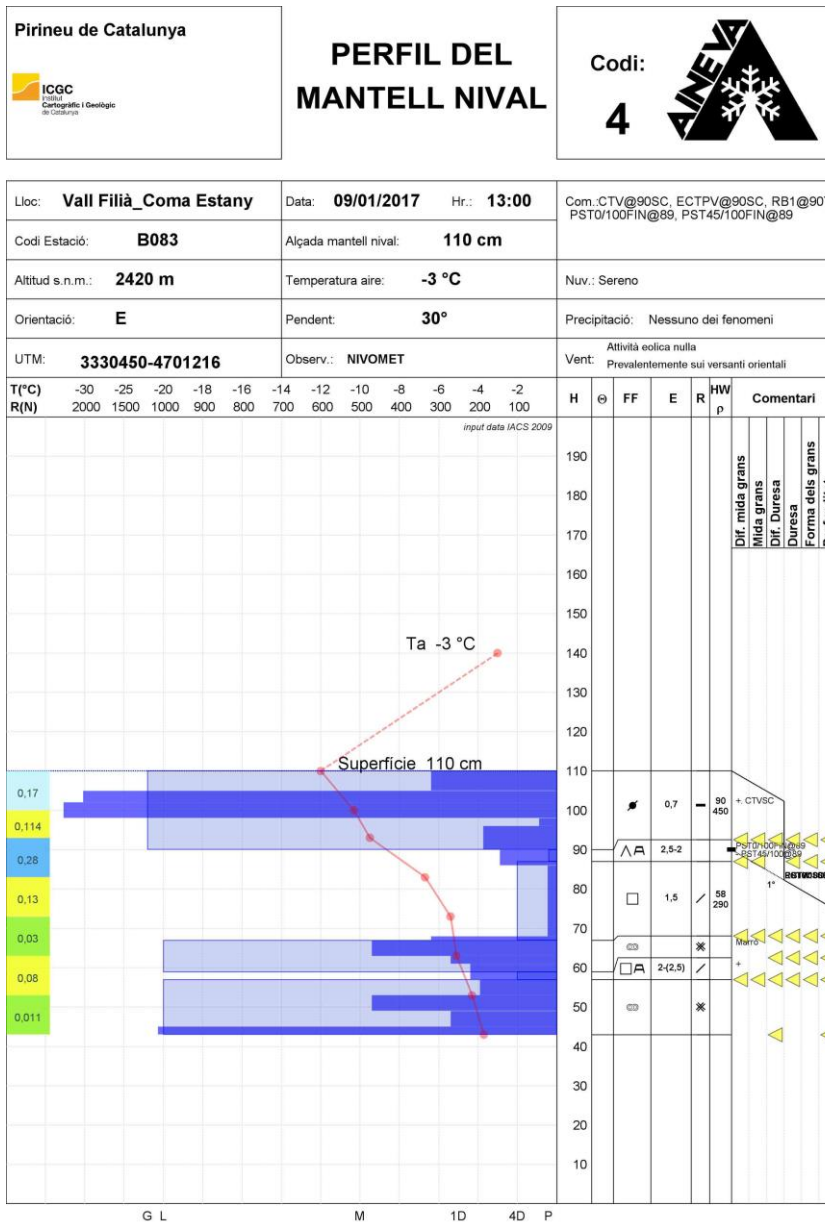 Pirineu de Catalunya
ICGC
Institut
Cartogràfic i Geològic
de Catalunya
PERFIL DEL
MANTELL NIVAL
Codi:
4
AINEVA
Lloc: Vall Filià_Coma Estany
Data: 09/01/2017 Hr.: 13:00
Com.:CTV@90SC, ECTPV@90SC, RB1@90
PST0/100FIN@89, PST45/100FIN@89
Codi Estació: B083
Alçada mantell nival: 110 cm
Altitud s.n.m.: 2420 m
Temperatura aire: -3 °C
Nuv.: Sereno
Orientació: E
Pendent: 30°
Precipitació: Nessuno dei fenomeni
UTM: 3330450-4701216
Observ.: NIVOMET
Vent: Attività eolica nulla
Prevalentemente sui versanti orientali
T(°C) -30 -25 -20 -18 -16 -14 -12 -10 -8 -6 -4 -2
R(N) 2000 1500 1000 900 800 700 600 500 400 300 200 100
H Θ FF E R HW ρ Comentari
input data IACS 2009
Dif. mida grans
Mida grans
Dif. Duresa
Duresa
Forma dels grans
190
180
170
160
150
140
130
120
110
100
90
80
70
60
50
40
30
20
10
Ta -3 °C
Superfície 110 cm
0,17
0,114
0,28
0,13
0,03
0,08
0,011
0,7 90
450
+. CTVSC
2,5-2
PST0/100FIN@89
-PST45/100@89
1,5 58
290
1°
Marró
+
2-(2,5)
G L M 1D 4D P